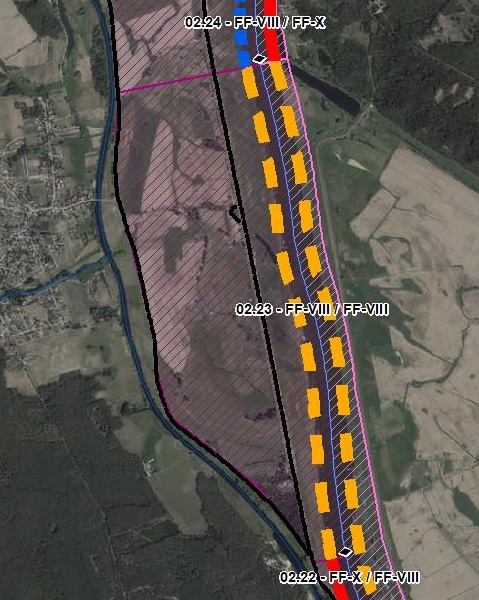 02.24 - FF-VIII / FF-X
02.23 - FF-VIII / FF-VIII
02.22 - FF-X / FF-VIII